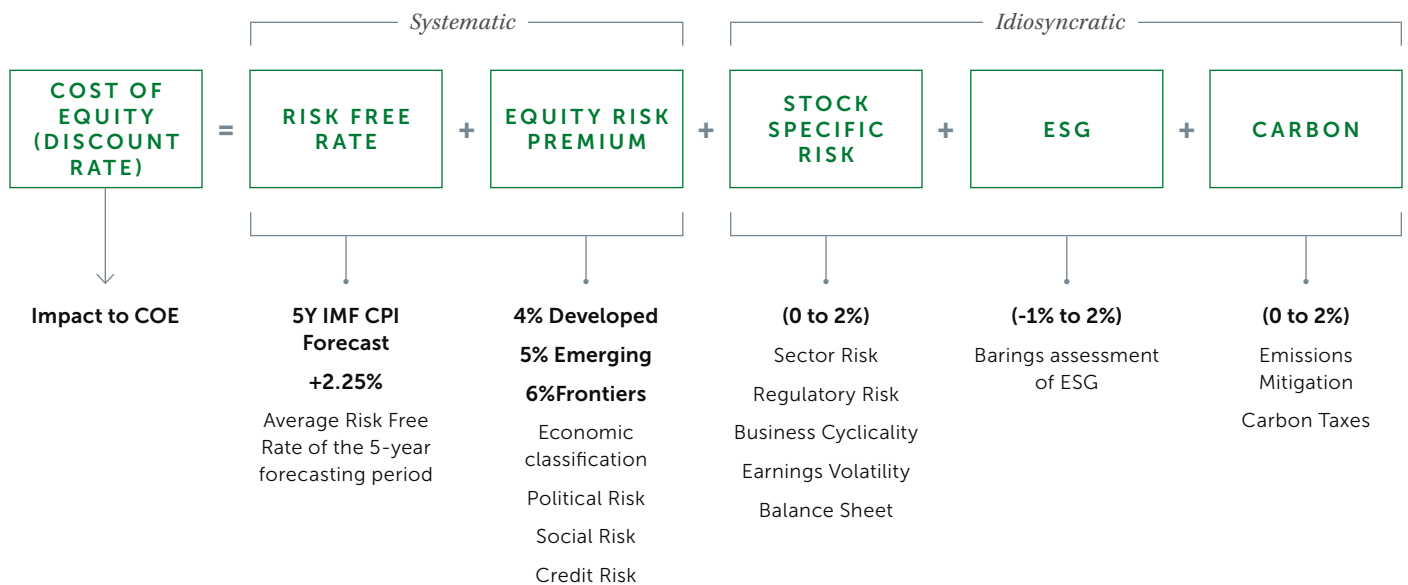 Systematic
Idiosyncratic
COST OF
EQUITY
(DISCOUNT
RATE)
=
RISK FREE
RATE
+
EQUITY RISK
PREMIUM
+
STOCK
SPECIFIC
RISK
+
ESG
+
CARBON
Impact to COE
5Y IMF CPI
Forecast
+2.25%
Average Risk Free
Rate of the 5-year
forecasting period
4% Developed
5% Emerging
6%Frontiers
Economic
classification
Political Risk
Social Risk
Credit Risk
(0 to 2%)
Sector Risk
Regulatory Risk
Business Cyclicality
Earnings Volatility
Balance Sheet
(-1% to 2%)
Barings assessment
of ESG
(0 to 2%)
Emissions
Mitigation
Carbon Taxes